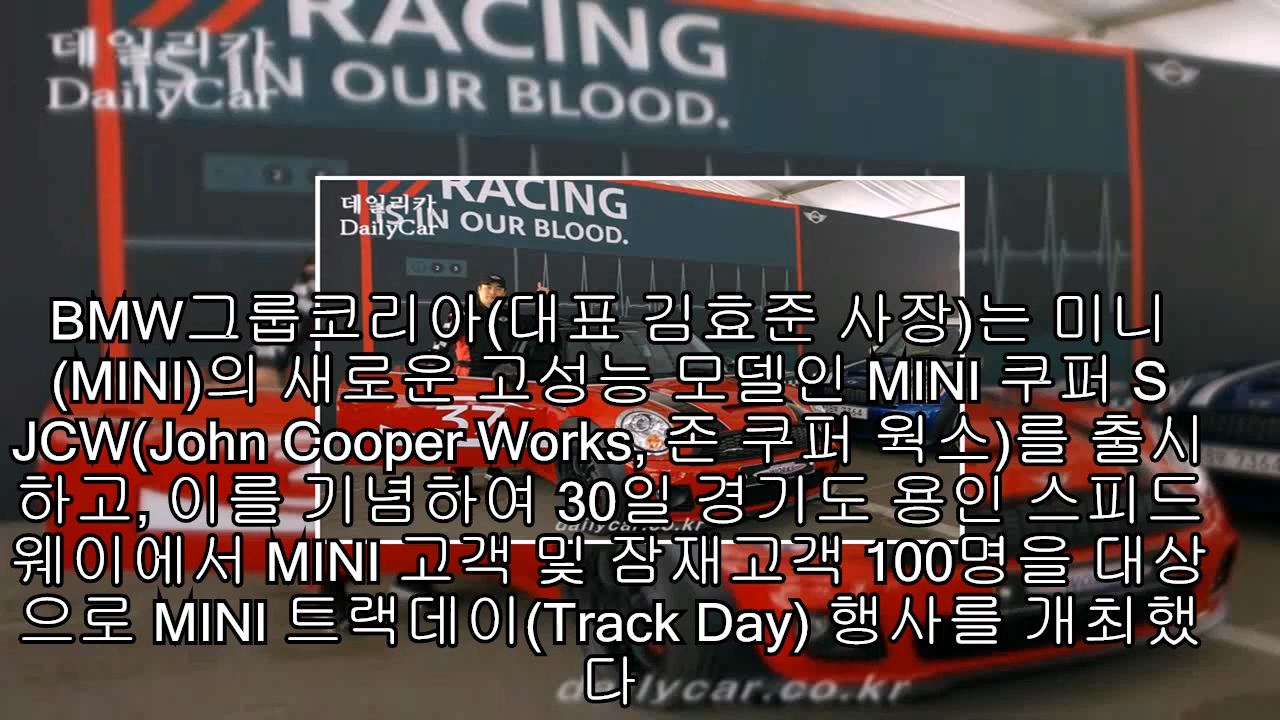 RACING
IS IN OUR BLOOD.
데일리카
DailyCar
RACING
IS IN OUR BLOOD.
데일리카
DailyCar
BMW그룹코리아(대표 김효준 사장)는 미니
(MINI)의 새로운 고성능 모델인 MINI 쿠퍼 S
JCW(John Cooper Works, 존 쿠퍼 웍스)를 출시
하고, 이를 기념하여 30일 경기도 용인 스피드
웨이에서 MINI 고객 및 잠재고객 100명을 대상
으로 MINI 트랙데이(Track Day) 행사를 개최했
다
37
dailycar.co.kr
dailycar.co.kr